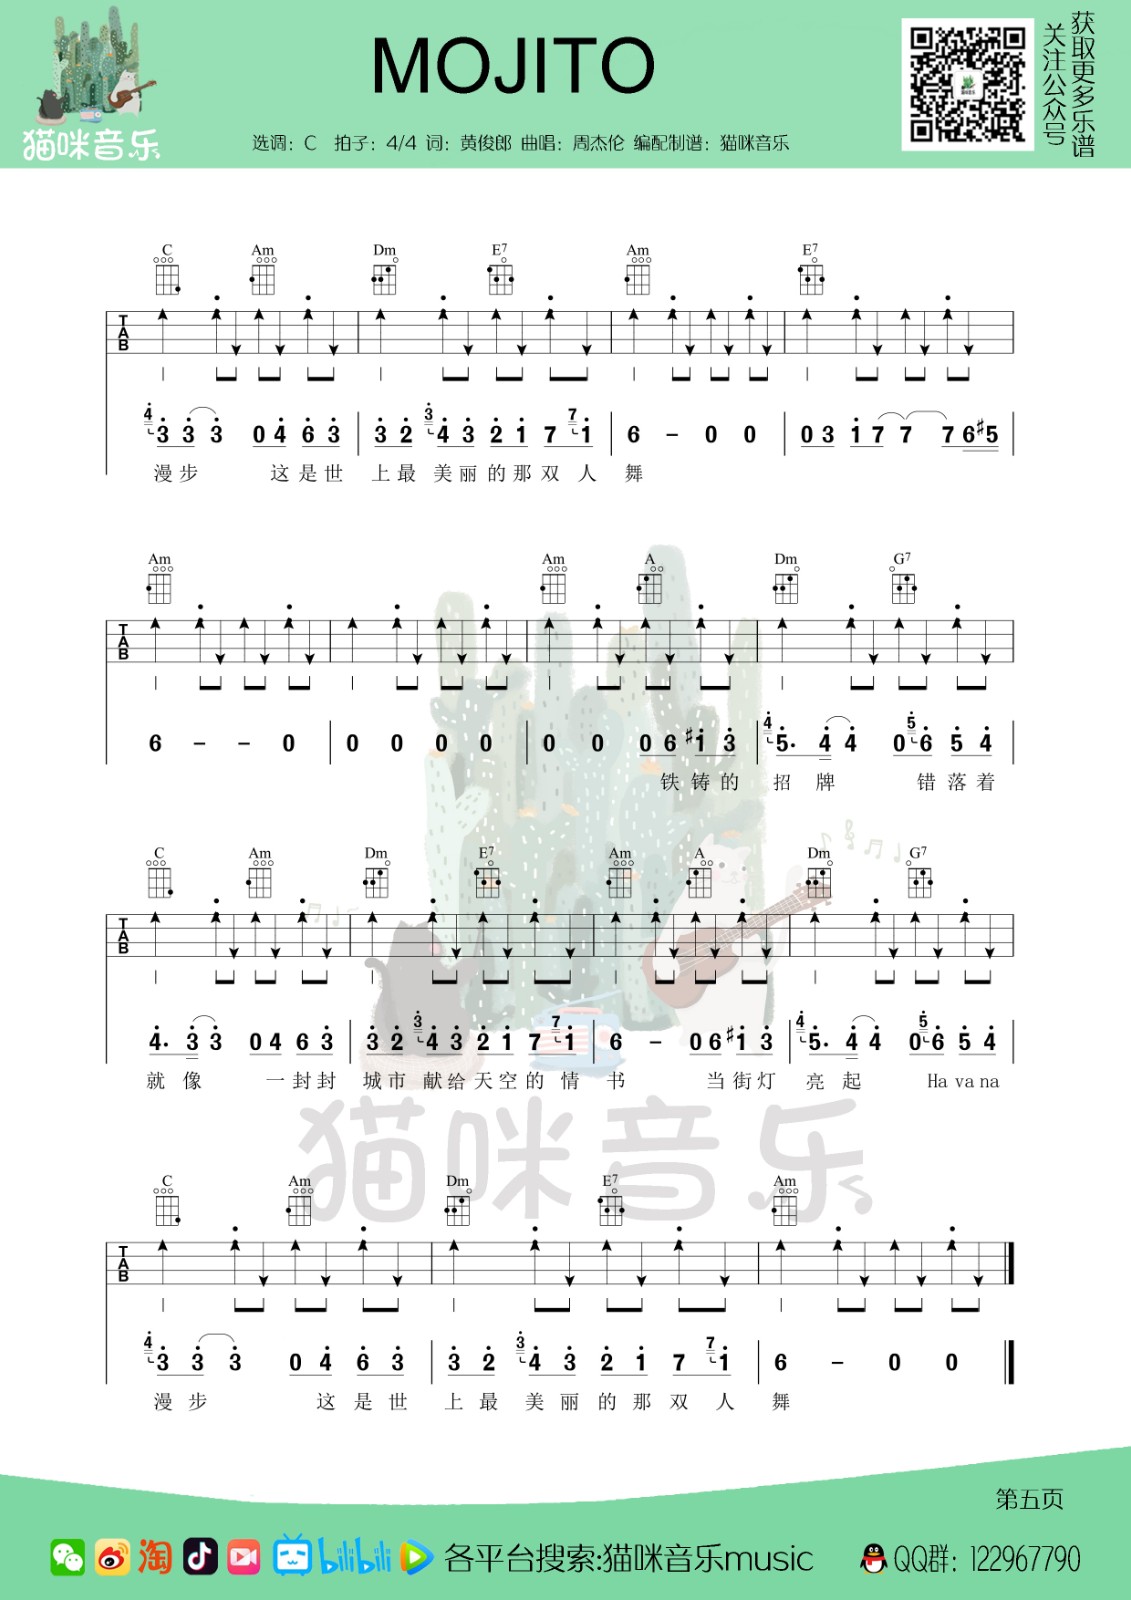 猫咪音乐
MOJITO
选调：C 拍子：4/4 词：黄俊郎 曲唱：周杰伦 编配制谱：猫咪音乐
获取更多乐谱
关注公众号
C Am Dm E7 Am E7
TAB
4 3 3 3 0 4 6 3 3 2 3 4 3 2 1 7 7 1 6 - 0 0 0 3 1 7 7 7 6 #5
漫步 这是世 上最 美丽的那双人 舞
Am Am A Dm G7
TAB
6 - - 0 0 0 0 0 0 0 0 6 #1 3 4 5. 4 4 0 5 6 5 4
铁铸的 招牌 错落着
C Am Dm E7 Am A Dm G7
TAB
4. 3 3 0 4 6 3 3 2 3 4 3 2 1 7 7 1 6 - 0 6 #1 3 4 5. 4 4 0 5 6 5 4
就像 一封封 城市 献给天空的情 书 当街灯 亮起 Ha va na
猫咪音乐
C Am Dm E7 Am
TAB
4 3 3 3 0 4 6 3 3 2 3 4 3 2 1 7 7 1 6 - 0 0
漫步 这是世 上最 美丽的那双人 舞
第五页
淘 bilibili 各平台搜索:猫咪音乐music QQ群：122967790